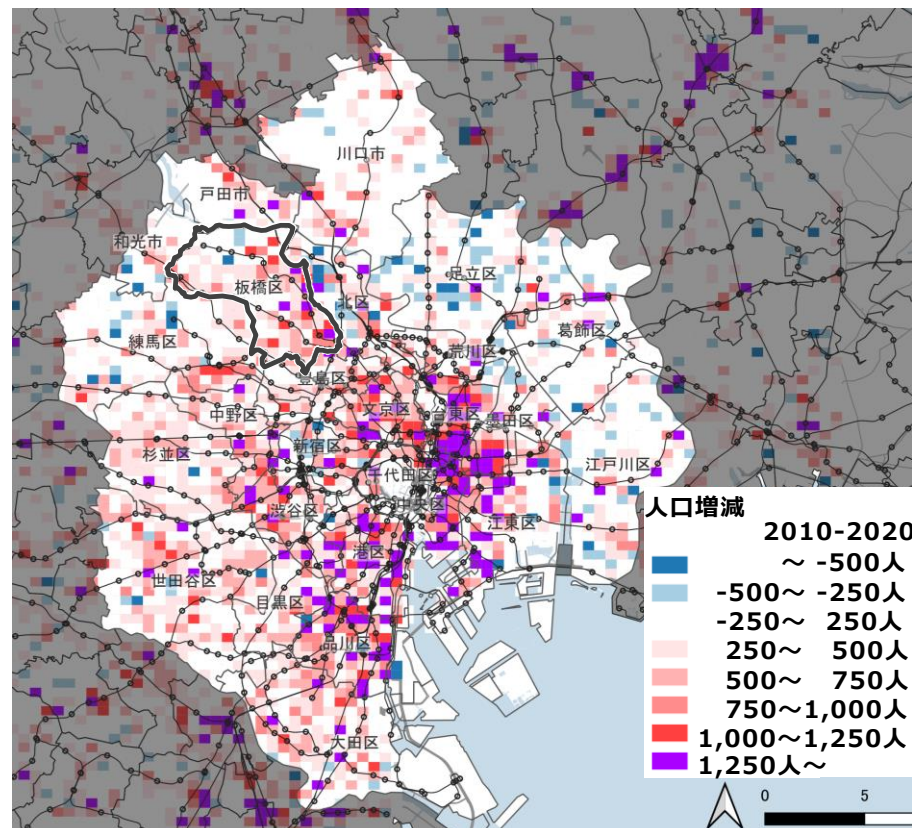 川口市
戸田市
和光市
板橋区
足立区
北区
葛飾区
練馬区
荒川区
豊島区
文京区
台東区
中野区
墨田区
新宿区
杉並区
千代田区
江戸川区
中央区
渋谷区
江東区
港区
世田谷区
目黒区
品川区
大田区
人口増減
2010-2020
～ -500人
-500～ -250人
-250～ 250人
250～ 500人
500～ 750人
750～1,000人
1,000～1,250人
1,250人～
0 5